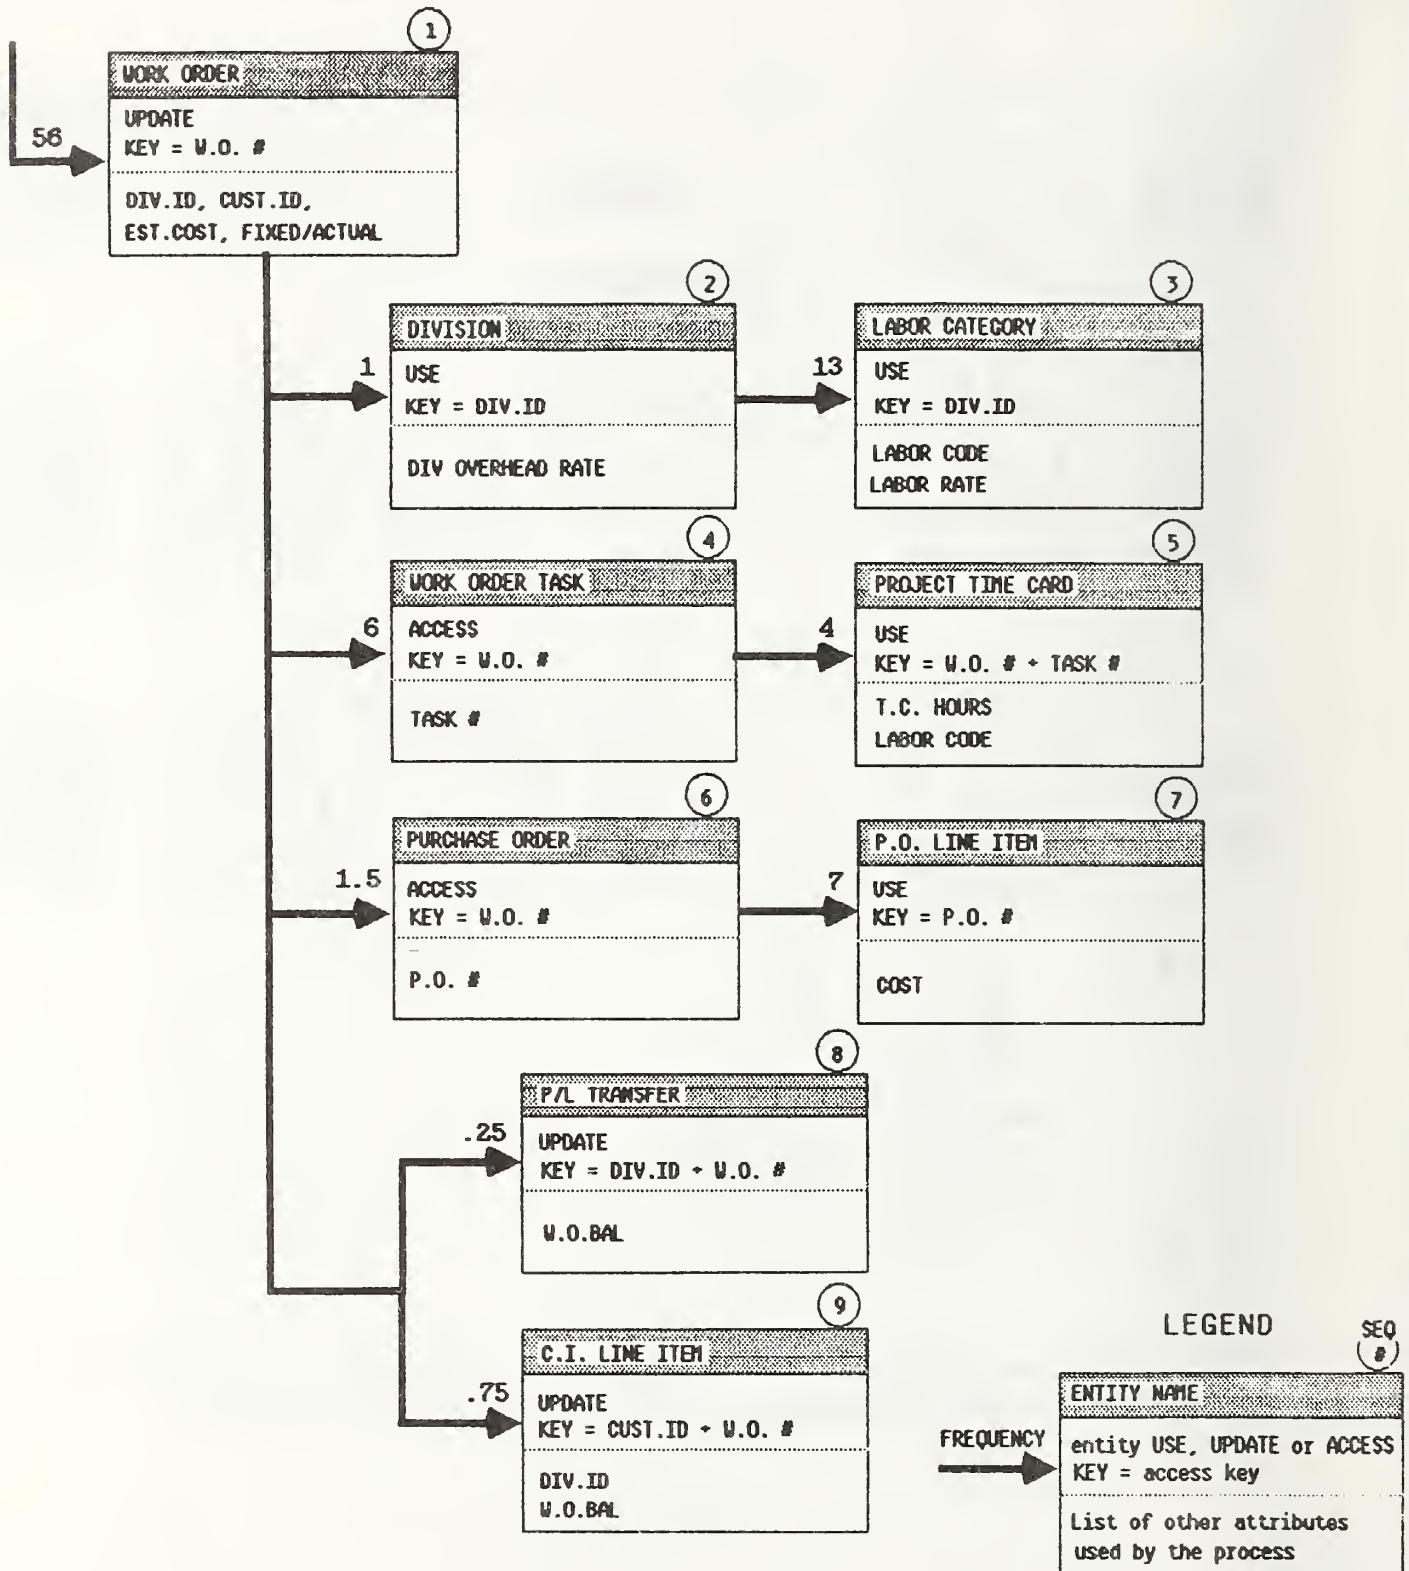 1
WORK ORDER
56
UPDATE
KEY = W.O. #
DIV.ID, CUST.ID,
EST.COST, FIXED/ACTUAL
2
DIVISION
1
USE
KEY = DIV.ID
DIV OVERHEAD RATE
3
LABOR CATEGORY
13
USE
KEY = DIV.ID
LABOR CODE
LABOR RATE
4
WORK ORDER TASK
6
ACCESS
KEY = W.O. #
TASK #
5
PROJECT TIME CARD
4
USE
KEY = W.O. # + TASK #
T.C. HOURS
LABOR CODE
6
PURCHASE ORDER
1.5
ACCESS
KEY = W.O. #
P.O. #
7
P.O. LINE ITEM
7
USE
KEY = P.O. #
COST
8
P/L TRANSFER
.25
UPDATE
KEY = DIV.ID + W.O. #
W.O.BAL
9
C.I. LINE ITEM
.75
UPDATE
KEY = CUST.ID + W.O. #
DIV.ID
W.O.BAL
LEGEND
SEQ
#
ENTITY NAME
FREQUENCY
entity USE, UPDATE or ACCESS
KEY = access key
List of other attributes
used by the process